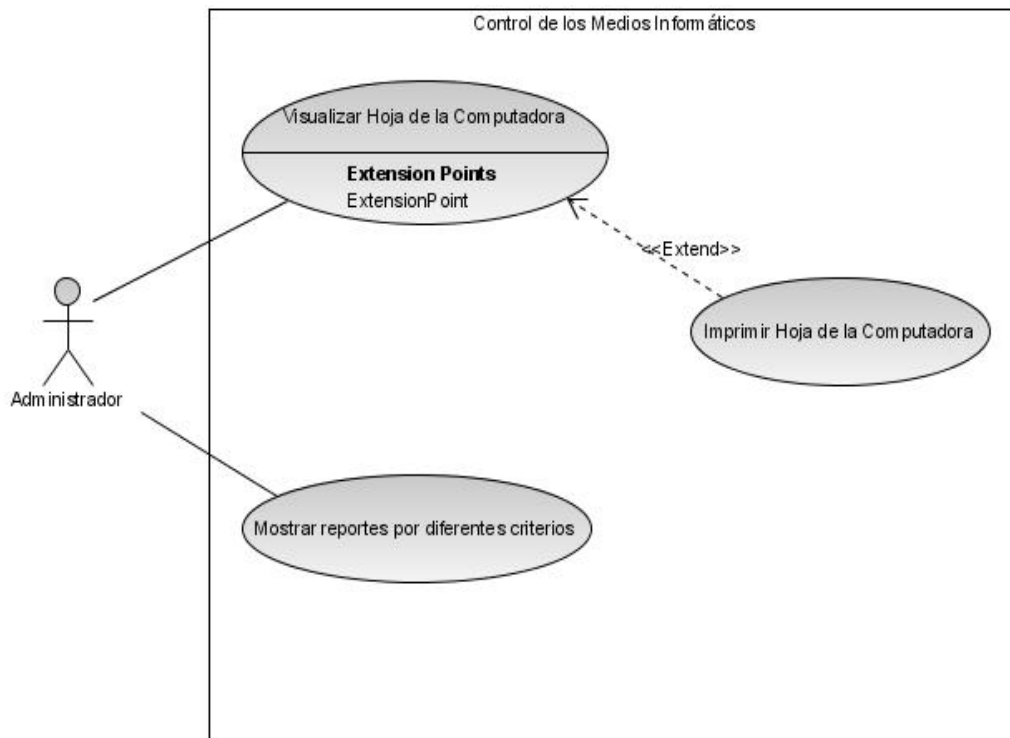 Control de los Medios Informáticos
Visualizar Hoja de la Computadora
Extension Points
ExtensionPoint
<<Extend>>
Imprimir Hoja de la Computadora
Administrador
Mostrar reportes por diferentes criterios